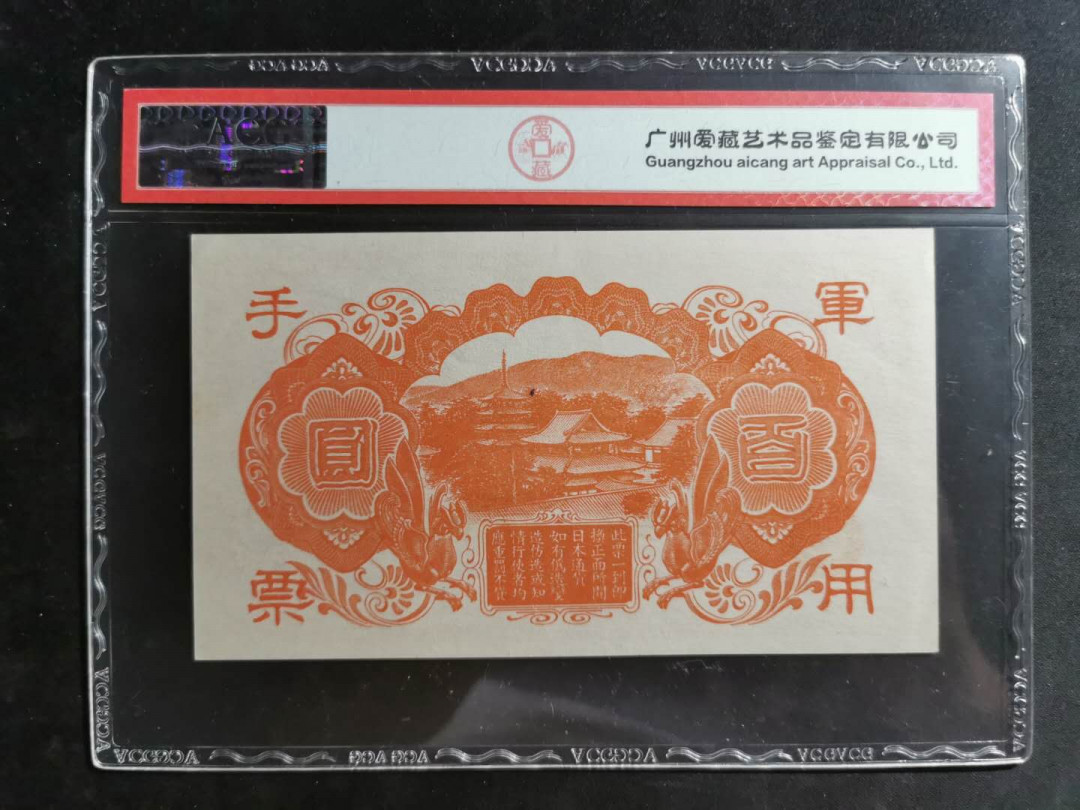 广州爱藏艺术品鉴定有限公司
Guangzhou aicang art Appraisal Co., Ltd.
軍用
手票
百圓
此票一到即
換正面所開
日本通貨
如有偽造變
造仿造或知
情行使者均
應重罰不貸